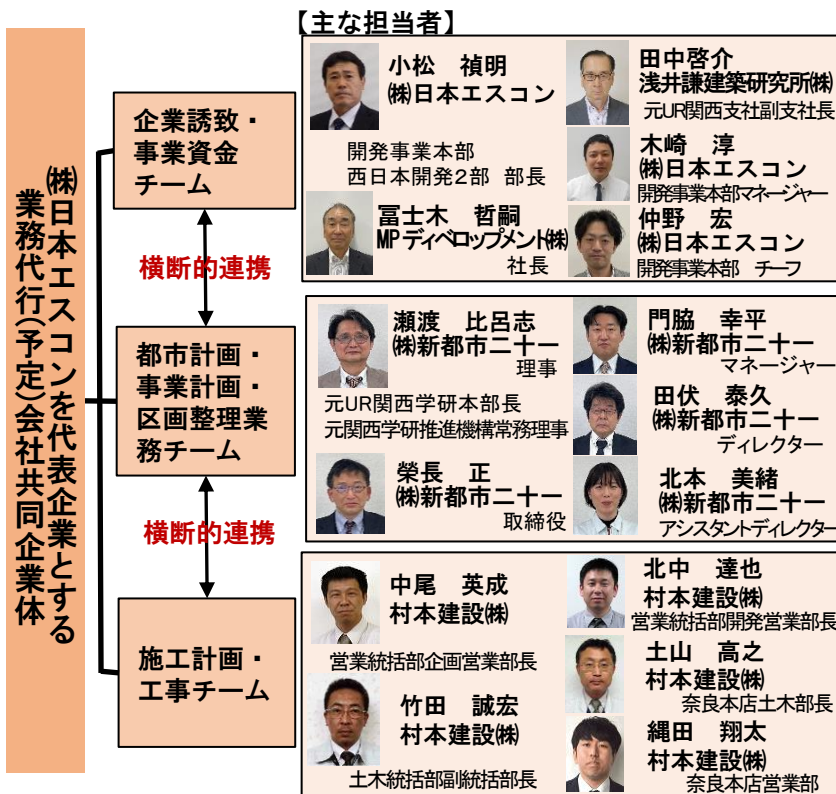 【主な担当者】
㈱日本エスコンを代表企業とする
業務代行(予定)会社共同企業体
企業誘致・
事業資金
チーム
横断的連携
都市計画・
事業計画・
区画整理業
務チーム
横断的連携
施工計画・
工事チーム
小松 禎明
㈱日本エスコン
開発事業本部
西日本開発2部 部長
冨士木 哲嗣
MPディベロップメント㈱
社長
田中啓介
浅井謙建築研究所㈱
元UR関西支社副支社長
木崎 淳
㈱日本エスコン
開発事業本部マネージャー
仲野 宏
㈱日本エスコン
開発事業本部 チーフ
瀬渡 比呂志
㈱新都市二十一
理事
元UR関西学研本部長
元関西学研推進機構常務理事
榮長 正
㈱新都市二十一
取締役
門脇 幸平
㈱新都市二十一
マネージャー
田伏 泰久
㈱新都市二十一
ディレクター
北本 美緒
㈱新都市二十一
アシスタントディレクター
中尾 英成
村本建設㈱
営業統括部企画営業部長
竹田 誠宏
村本建設㈱
土木統括部副統括部長
北中 達也
村本建設㈱
営業統括部開発営業部長
土山 高之
村本建設㈱
奈良本店土木部長
縄田 翔太
村本建設㈱
奈良本店営業部